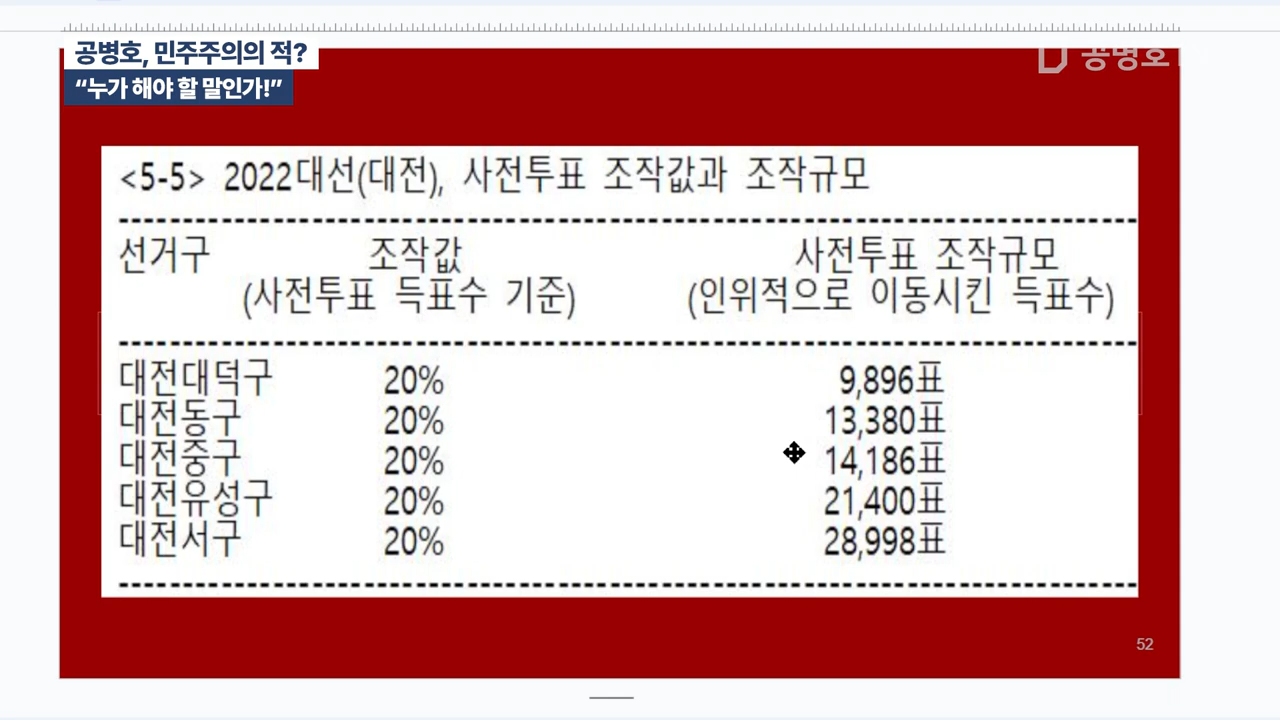 공병호, 민주주의의 적?
“누가 해야 할 말인가!”
공병호
<5-5> 2022대선(대전), 사전투표 조작값과 조작규모
선거구 조작값 사전투표 조작규모
(사전투표 득표수 기준) (인위적으로 이동시킨 득표수)
대전대덕구 20% 9,896표
대전동구 20% 13,380표
대전중구 20% 14,186표
대전유성구 20% 21,400표
대전서구 20% 28,998표
52